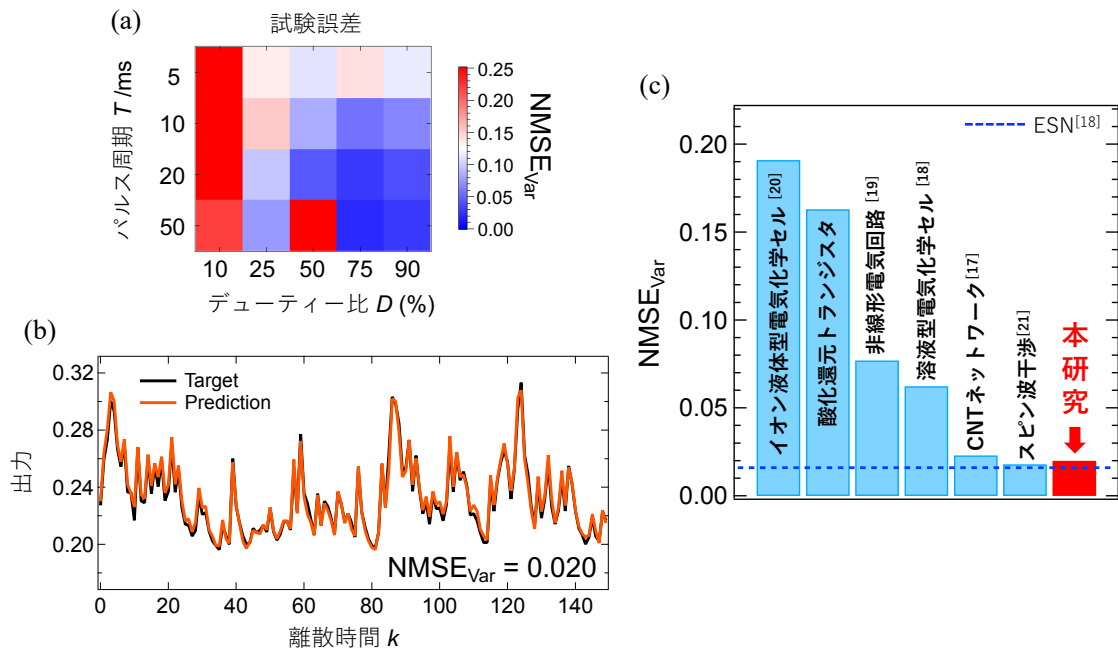 (a)
試験誤差
パルス周期 T /ms
5
10
20
50
10 25 50 75 90
デューティー比 D (%)
0.25
0.20
0.15
0.10
0.05
0.00
NMSEVar
(b)
出力
0.32
0.28
0.24
0.20
Target
Prediction
NMSEVar = 0.020
0 20 40 60 80 100 120 140
離散時間 k
(c)
NMSEVar
0.20
0.15
0.10
0.05
0.00
ESN[18]
イオン液体型電気化学セル [20]
酸化還元トランジスタ
非線形電気回路 [19]
溶液型電気化学セル [18]
CNTネットワーク[17]
スピン波干渉[21]
本研究